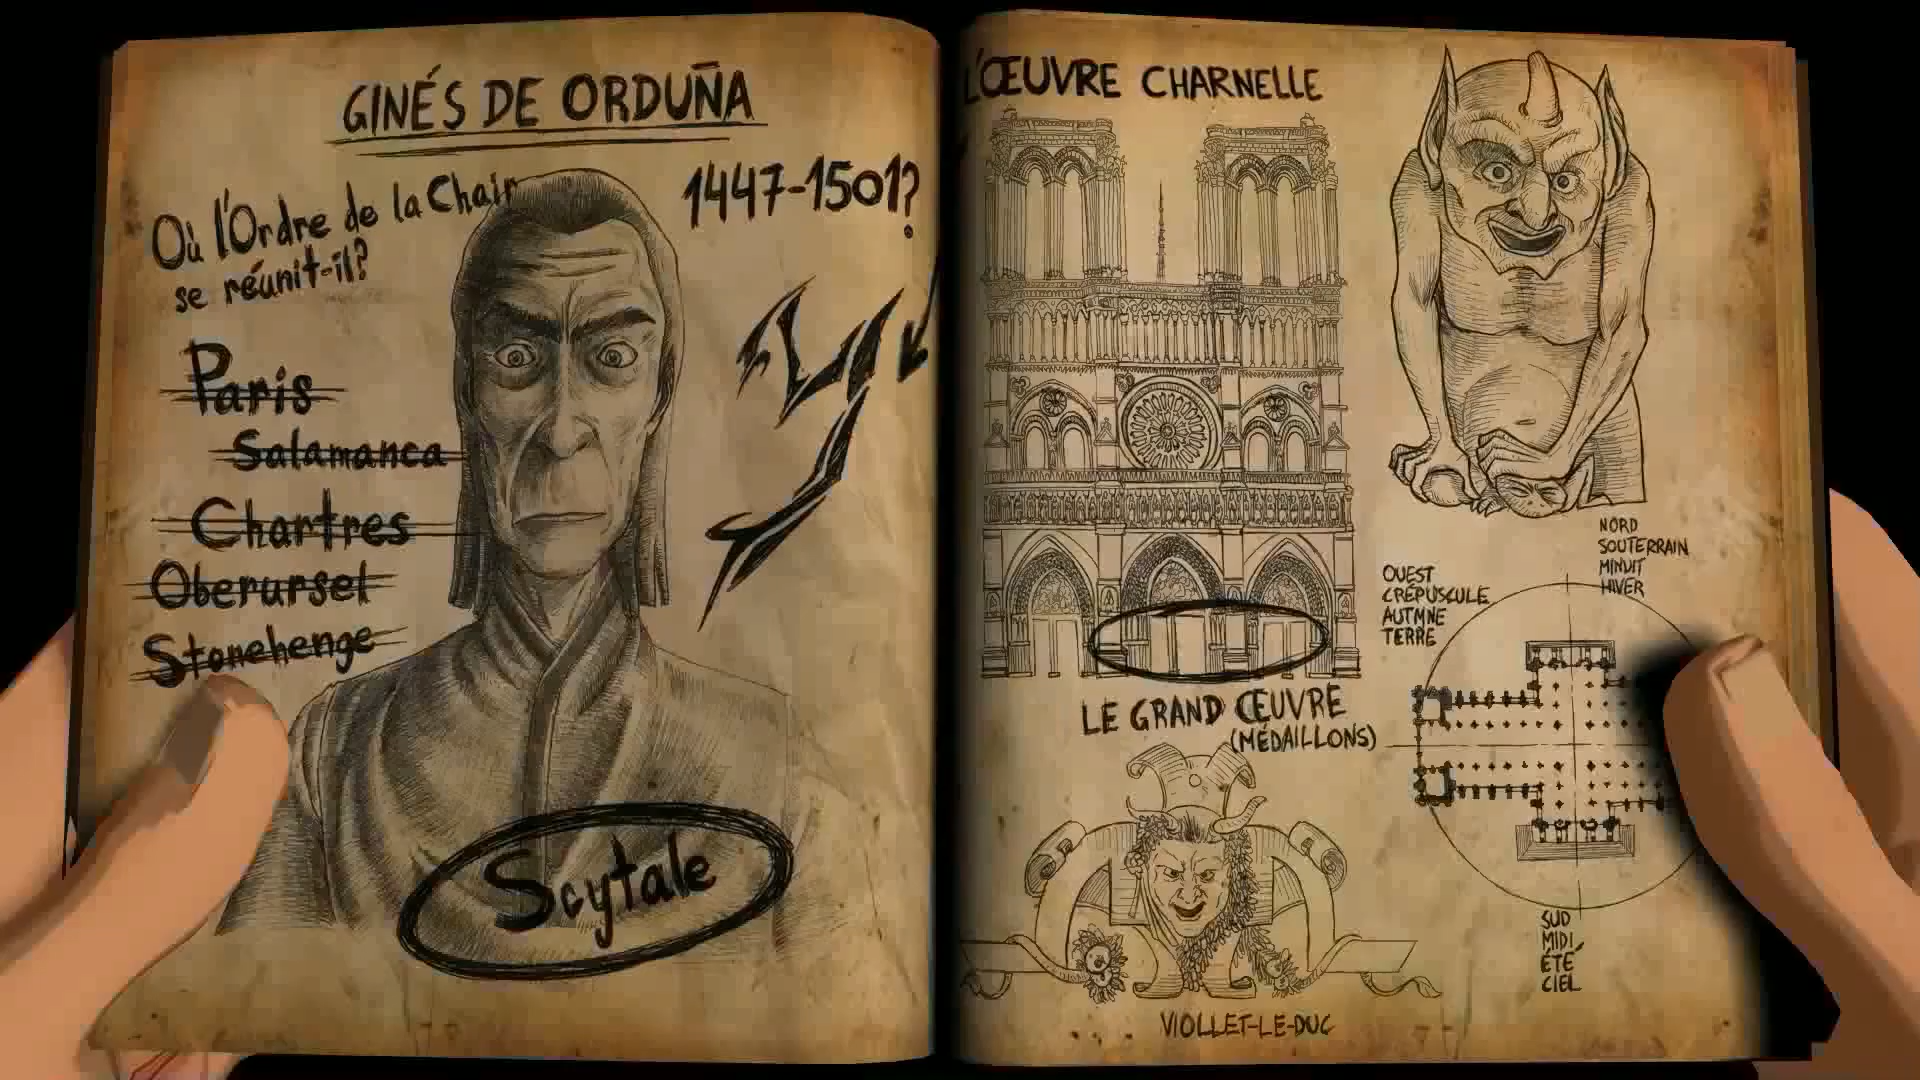 GINÉS DE ORDUÑA
1447-1501?
Où l'Ordre de la Chair
se réunit-il?
Paris
Salamanca
Chartres
Oberursel
Stonehenge
Scytale
L'ŒUVRE CHARNELLE
LE GRAND ŒUVRE
(MÉDAILLONS)
VIOLLET-LE-DUC
NORD
SOUTERRAIN
MINUIT
HIVER
OUEST
CRÉPUSCULE
AUTMNE
TERRE
SUD
MIDI
ÉTÉ
CIEL